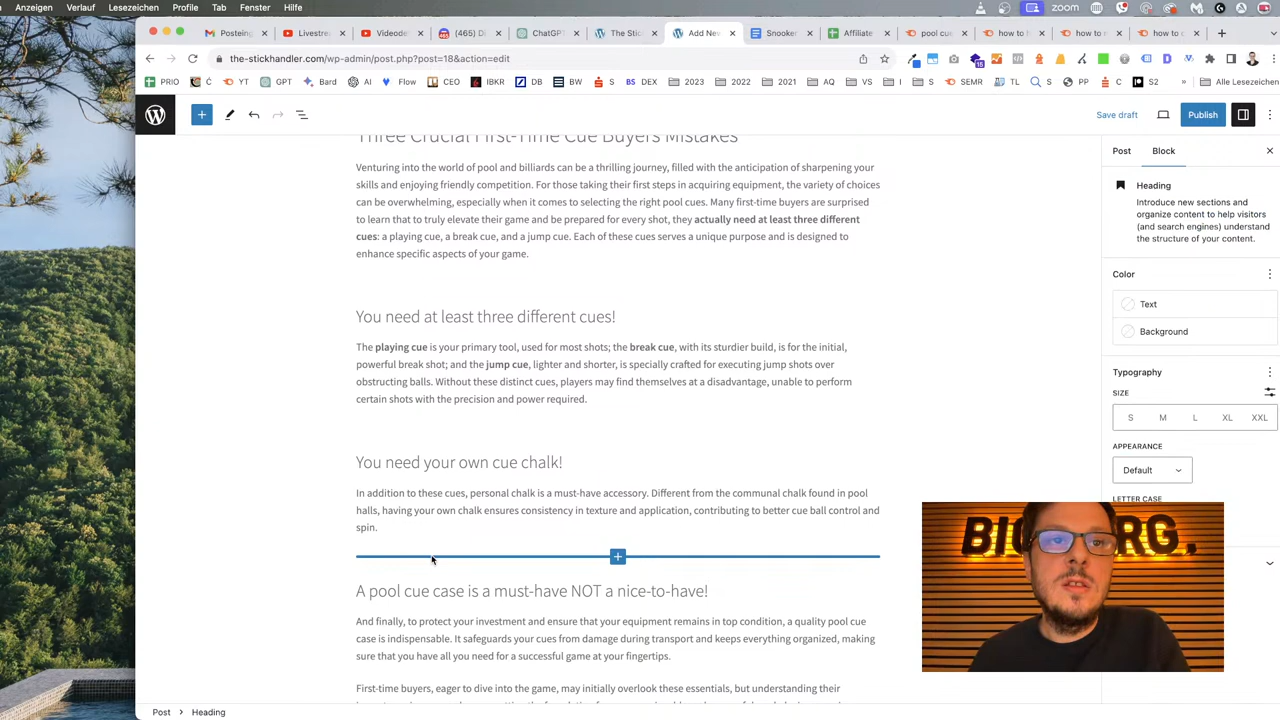 Anzeigen Verlauf Lesezeichen Profile Tab Fenster Hilfe zoom
Posteing Livestrea Videodet (465) Di ChatGPT The Stic Add New Snooker Affiliate pool cue how to how to how to
the-stickhandler.com/wp-admin/post.php?post=18&action=edit
PRIO C YT GPT Bard AI Flow CEO IBKR DB BW S DEX 2023 2022 2021 AQ VS I S SEMR TL S PP C S2 » Alle Lesezeichen
Save draft Publish
Three Crucial First-Time Cue Buyers Mistakes
Venturing into the world of pool and billiards can be a thrilling journey, filled with the anticipation of sharpening your
skills and enjoying friendly competition. For those taking their first steps in acquiring equipment, the variety of choices
can be overwhelming, especially when it comes to selecting the right pool cues. Many first-time buyers are surprised
to learn that to truly elevate their game and be prepared for every shot, they actually need at least three different
cues: a playing cue, a break cue, and a jump cue. Each of these cues serves a unique purpose and is designed to
enhance specific aspects of your game.
You need at least three different cues!
The playing cue is your primary tool, used for most shots; the break cue, with its sturdier build, is for the initial,
powerful break shot; and the jump cue, lighter and shorter, is specially crafted for executing jump shots over
obstructing balls. Without these distinct cues, players may find themselves at a disadvantage, unable to perform
certain shots with the precision and power required.
You need your own cue chalk!
In addition to these cues, personal chalk is a must-have accessory. Different from the communal chalk found in pool
halls, having your own chalk ensures consistency in texture and application, contributing to better cue ball control and
spin.
A pool cue case is a must-have NOT a nice-to-have!
And finally, to protect your investment and ensure that your equipment remains in top condition, a quality pool cue
case is indispensable. It safeguards your cues from damage during transport and keeps everything organized, making
sure that you have all you need for a successful game at your fingertips.
First-time buyers, eager to dive into the game, may initially overlook these essentials, but understanding their
Post Block
Heading
Introduce new sections and
organize content to help visitors
(and search engines) understand
the structure of your content.
Color
Text
Background
Typography
SIZE
S M L XL XXL
APPEARANCE
Default
LETTER CASE
Post > Heading